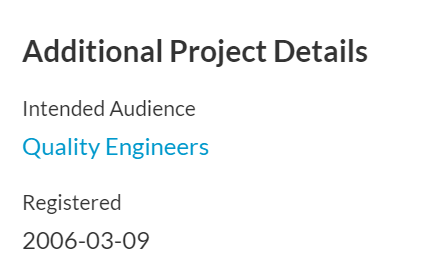 Additional Project Details
Intended Audience
Quality Engineers
Registered
2006-03-09